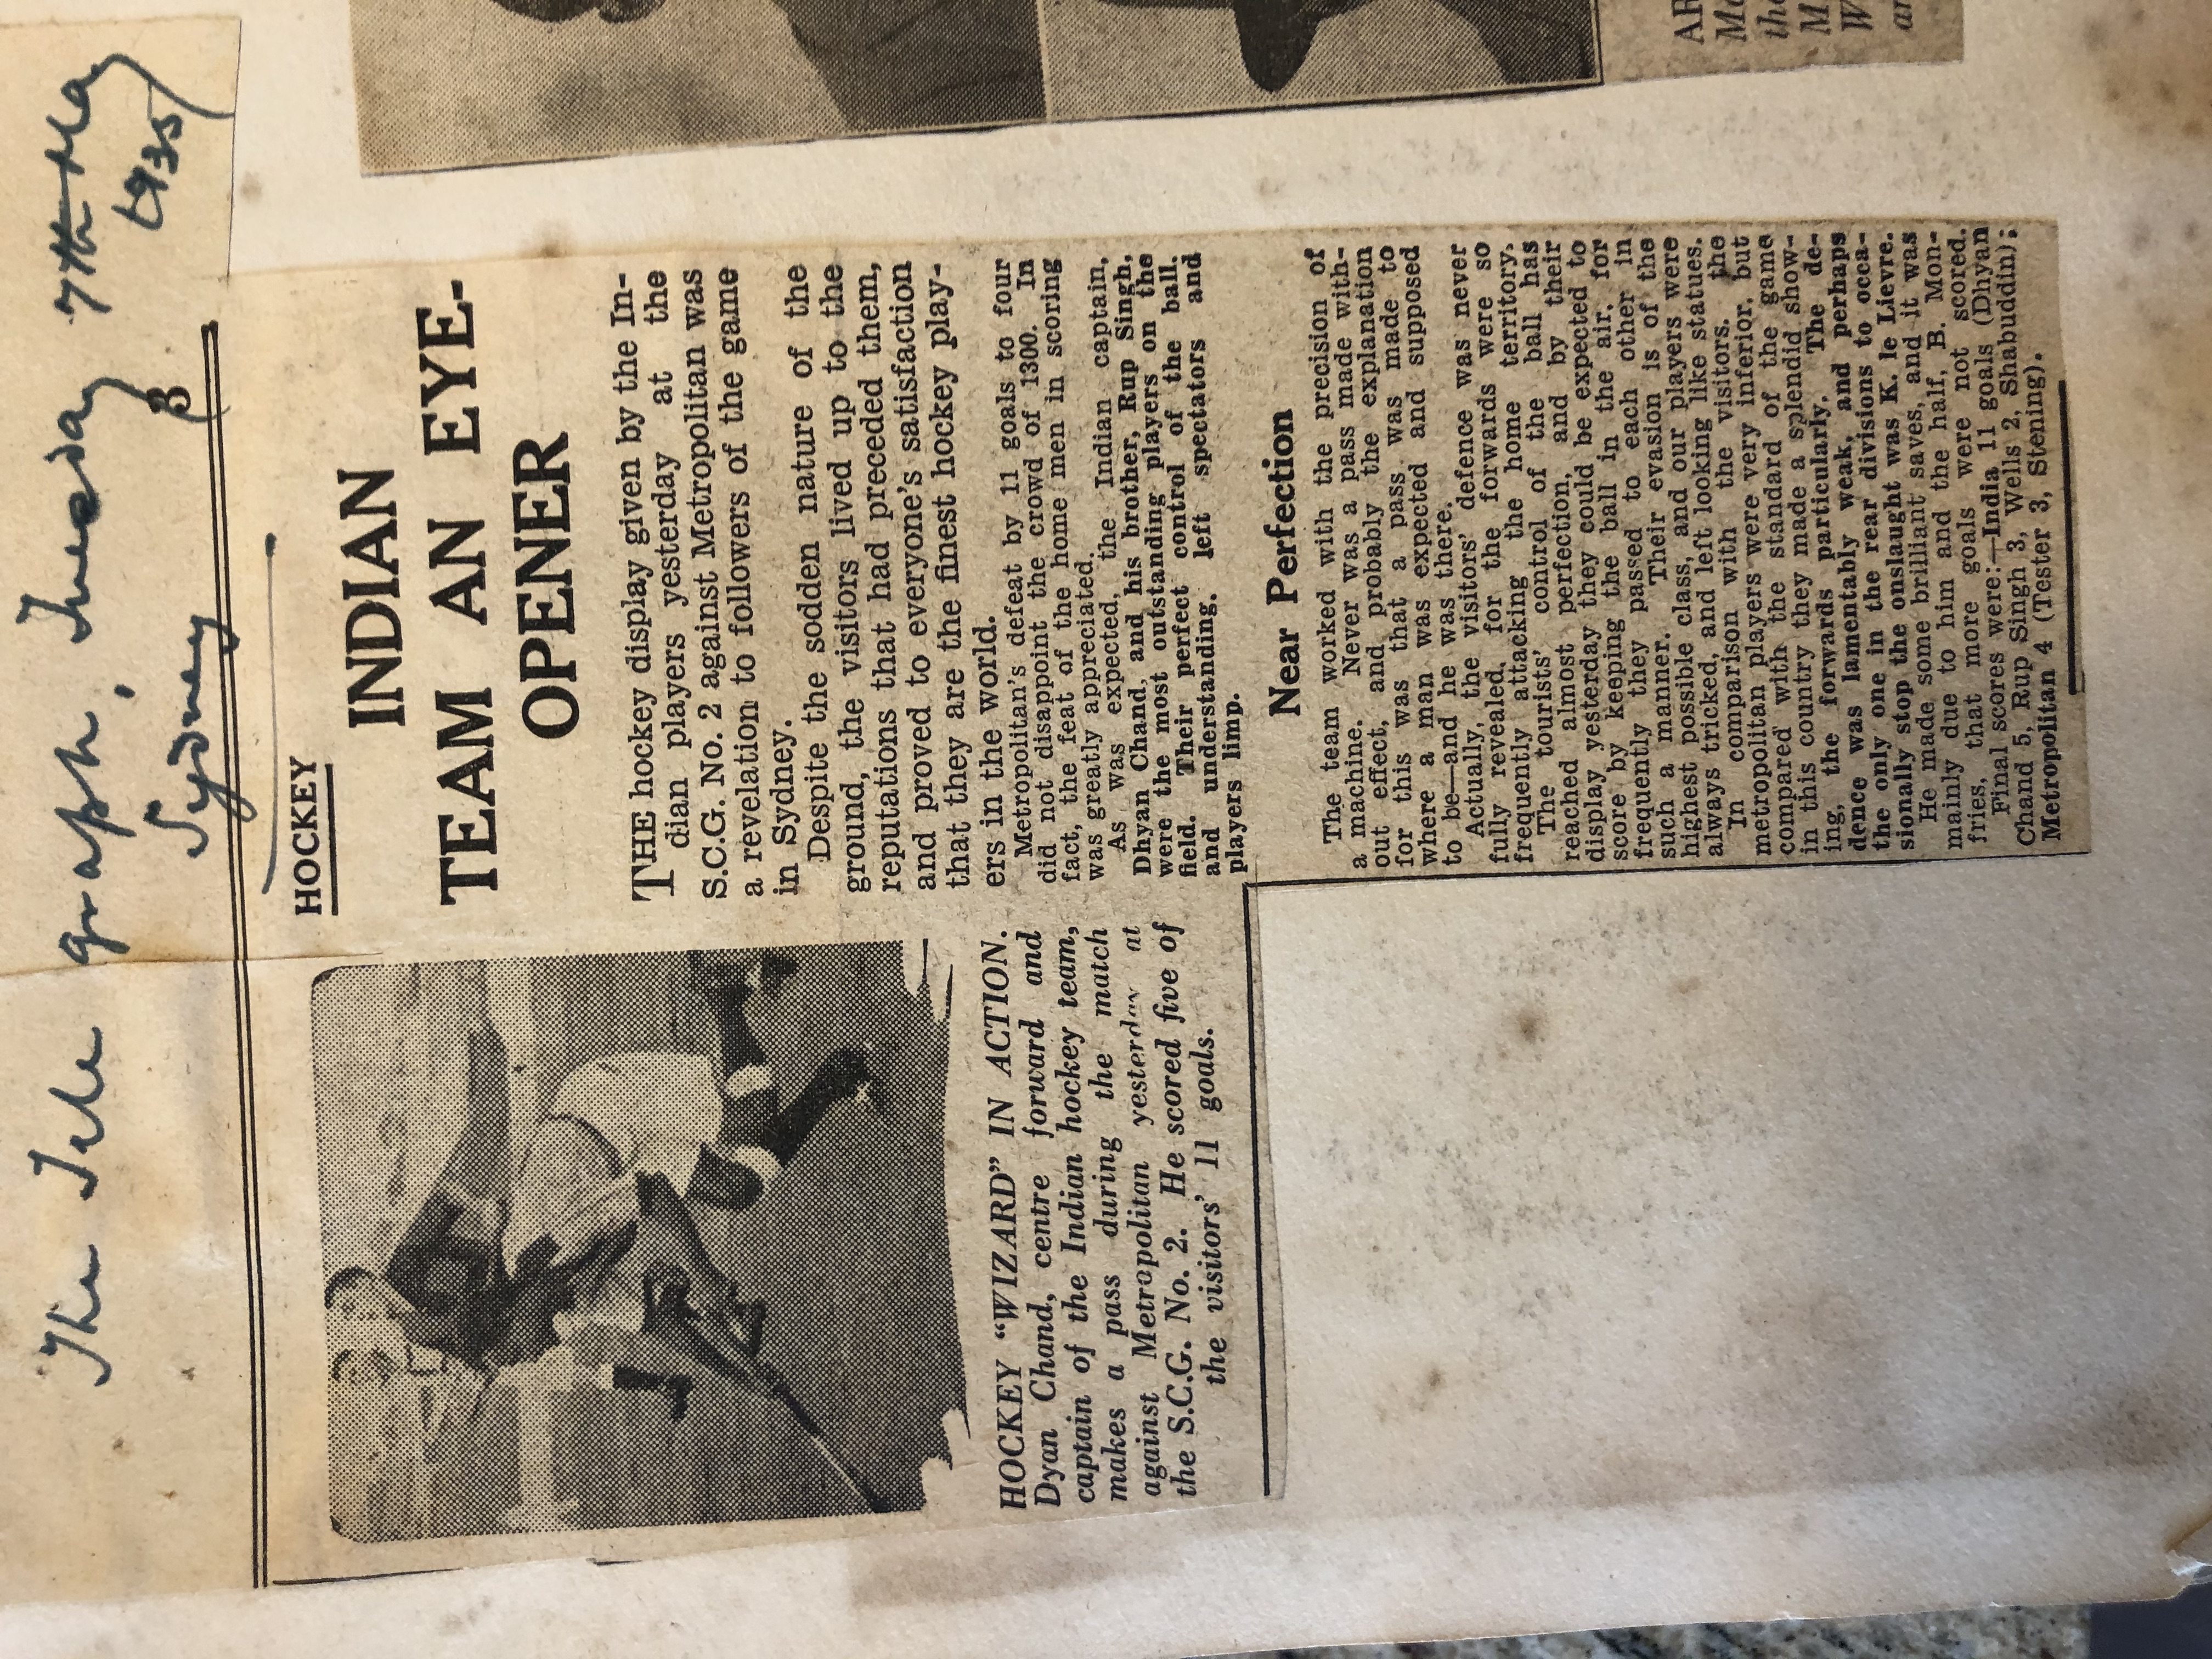 The Telegraph, Tuesday 7th May
Sydney 1935
3
HOCKEY
INDIAN
TEAM AN EYE-
OPENER
THE hockey display given by the In-
dian players yesterday at the
S.C.G. No. 2 against Metropolitan was
a revelation to followers of the game
in Sydney.
Despite the sodden nature of the
ground, the visitors lived up to the
reputations that had preceded them,
and proved to everyone's satisfaction
that they are the finest hockey play-
ers in the world.
Metropolitan's defeat by 11 goals to four
did not disappoint the crowd of 1300. In
fact, the feat of the home men in scoring
was greatly appreciated.
As was expected, the Indian captain,
Dhyan Chand, and his brother, Rup Singh,
were the most outstanding players on the
field. Their perfect control of the ball.
and understanding. left spectators and
players limp.
Near Perfection
The team worked with the precision of
a machine. Never was a pass made with-
out effect, and probably the explanation
for this was that a pass was made to
where a man was expected and supposed
to be—and he was there.
Actually, the visitors' defence was never
fully revealed, for the forwards were so
frequently attacking the home territory.
The tourists' control of the ball has
reached almost perfection, and by their
display yesterday they could be expected to
score by keeping the ball in the air, for
frequently they passed to each other in
such a manner. Their evasion is of the
highest possible class, and our players were
always tricked, and left looking like statues.
In comparison with the visitors. the
metropolitan players were very inferior, but
compared with the standard of the game
in this country they made a splendid show-
ing, the forwards particularly. The de-
dence was lamentably weak, and perhaps
the only one in the rear divisions to occa-
sionally stop the onslaught was K. le Lievre.
He made some brilliant saves, and it was
mainly due to him and the half, B. Mon-
fries, that more goals were not scored.
Final scores were:—India 11 goals (Dhyan
Chand 5, Rup Singh 3, Wells 2, Shabuddin);
Metropolitan 4 (Tester 3, Stening).
HOCKEY "WIZARD" IN ACTION.
Dyan Chand, centre forward and
captain of the Indian hockey team,
makes a pass during the match
against Metropolitan yesterday at
the S.C.G. No. 2. He scored five of
the visitors' 11 goals.